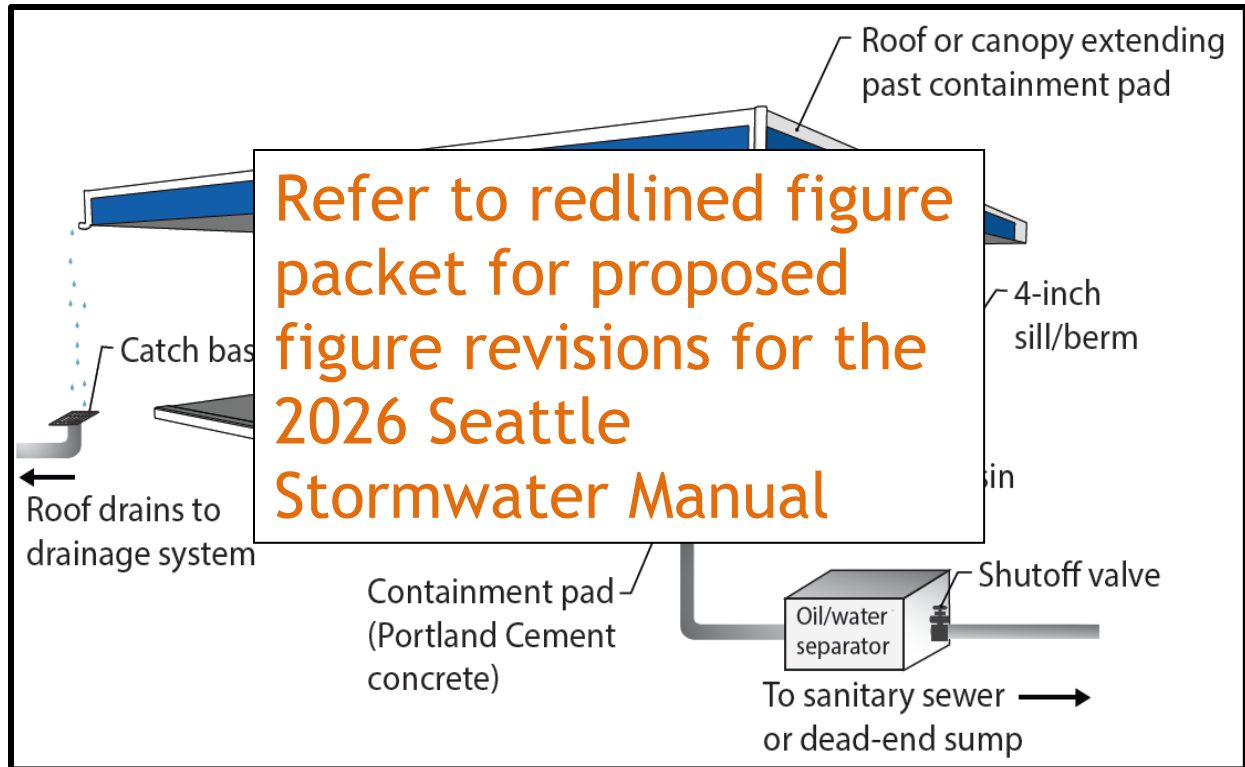 Roof or canopy extending
past containment pad
Refer to redlined figure
packet for proposed
figure revisions for the
2026 Seattle
Stormwater Manual
4-inch
sill/berm
Catch
Roof drains to
drainage system
Containment pad
(Portland Cement
concrete)
Shutoff valve
Oil/water
separator
To sanitary sewer
or dead-end sump